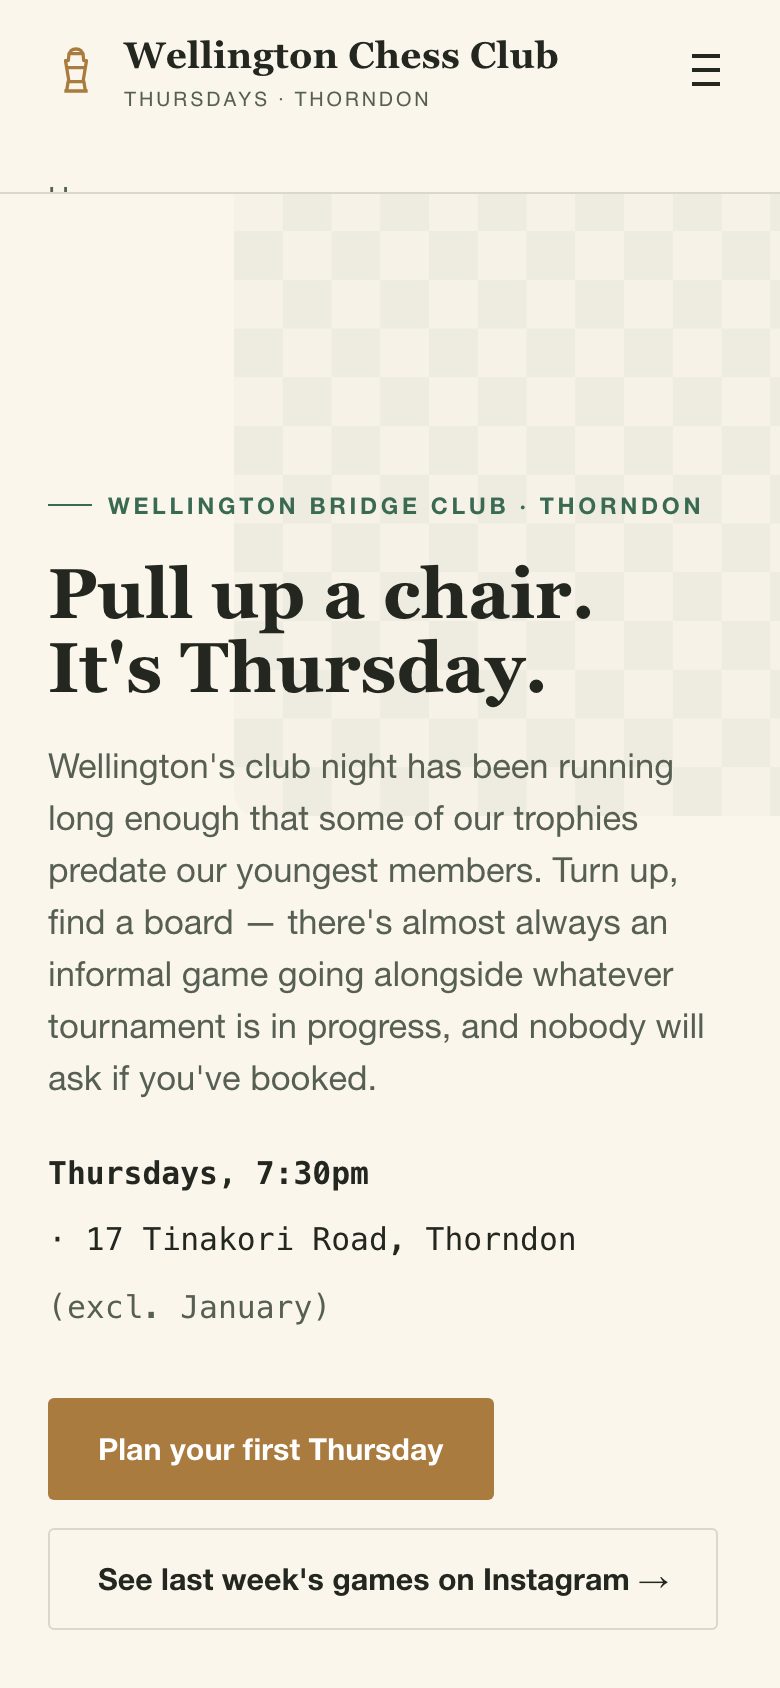 Wellington Chess Club
THURSDAYS · THORNDON
WELLINGTON BRIDGE CLUB · THORNDON
Pull up a chair.
It's Thursday.
Wellington's club night has been running
long enough that some of our trophies
predate our youngest members. Turn up,
find a board — there's almost always an
informal game going alongside whatever
tournament is in progress, and nobody will
ask if you've booked.
Thursdays, 7:30pm
· 17 Tinakori Road, Thorndon
(excl. January)
Plan your first Thursday
See last week's games on Instagram →